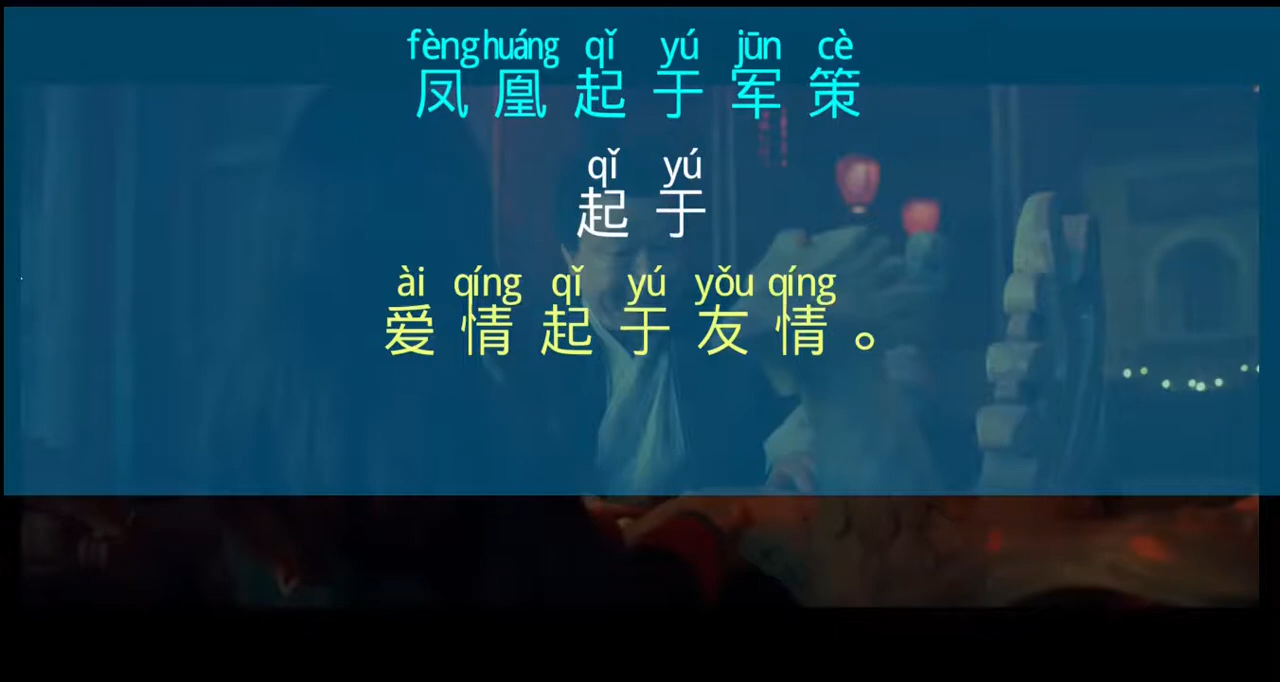 fènghuáng qǐ yú jūn cè
凤凰起于军策
qǐ yú
起于
ài qíng qǐ yú yǒu qíng
爱情起于友情。